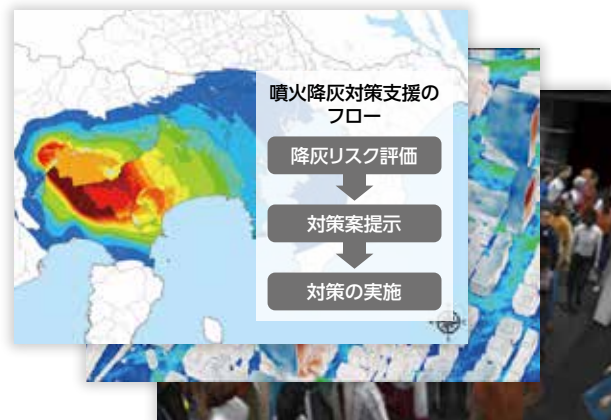 噴火降灰対策支援の
フロー
降灰リスク評価
対策案提示
対策の実施